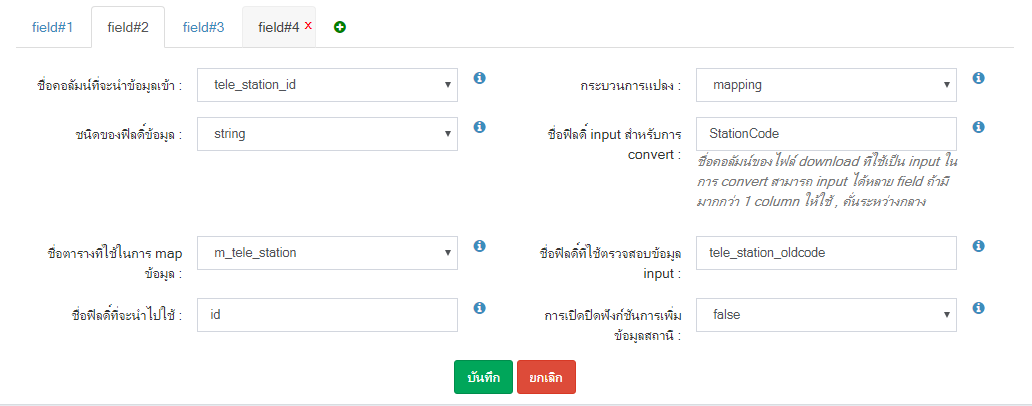 field#1 field#2 field#3 field#4 x
ชื่อคอลัมน์ที่จะนำข้อมูลเข้า : tele_station_id
กระบวนการแปลง : mapping
ชนิดของฟิลด์ข้อมูล : string
ชื่อฟิลด์ input สำหรับการ
convert : StationCode
ชื่อคอลัมน์ของไฟล์ download ที่ใช้เป็น input ใน
การ convert สามารถ input ได้หลาย field ถ้ามี
มากกว่า 1 column ให้ใช้ , คั่นระหว่างกลาง
ชื่อตารางที่ใช้ในการ map
ข้อมูล : m_tele_station
ชื่อฟิลด์ที่ใช้ตรวจสอบข้อมูล
input : tele_station_oldcode
ชื่อฟิลด์ที่จะนำไปใช้ : id
การเปิดปิดฟังก์ชันการเพิ่ม
ข้อมูลสถานี : false
บันทึก ยกเลิก